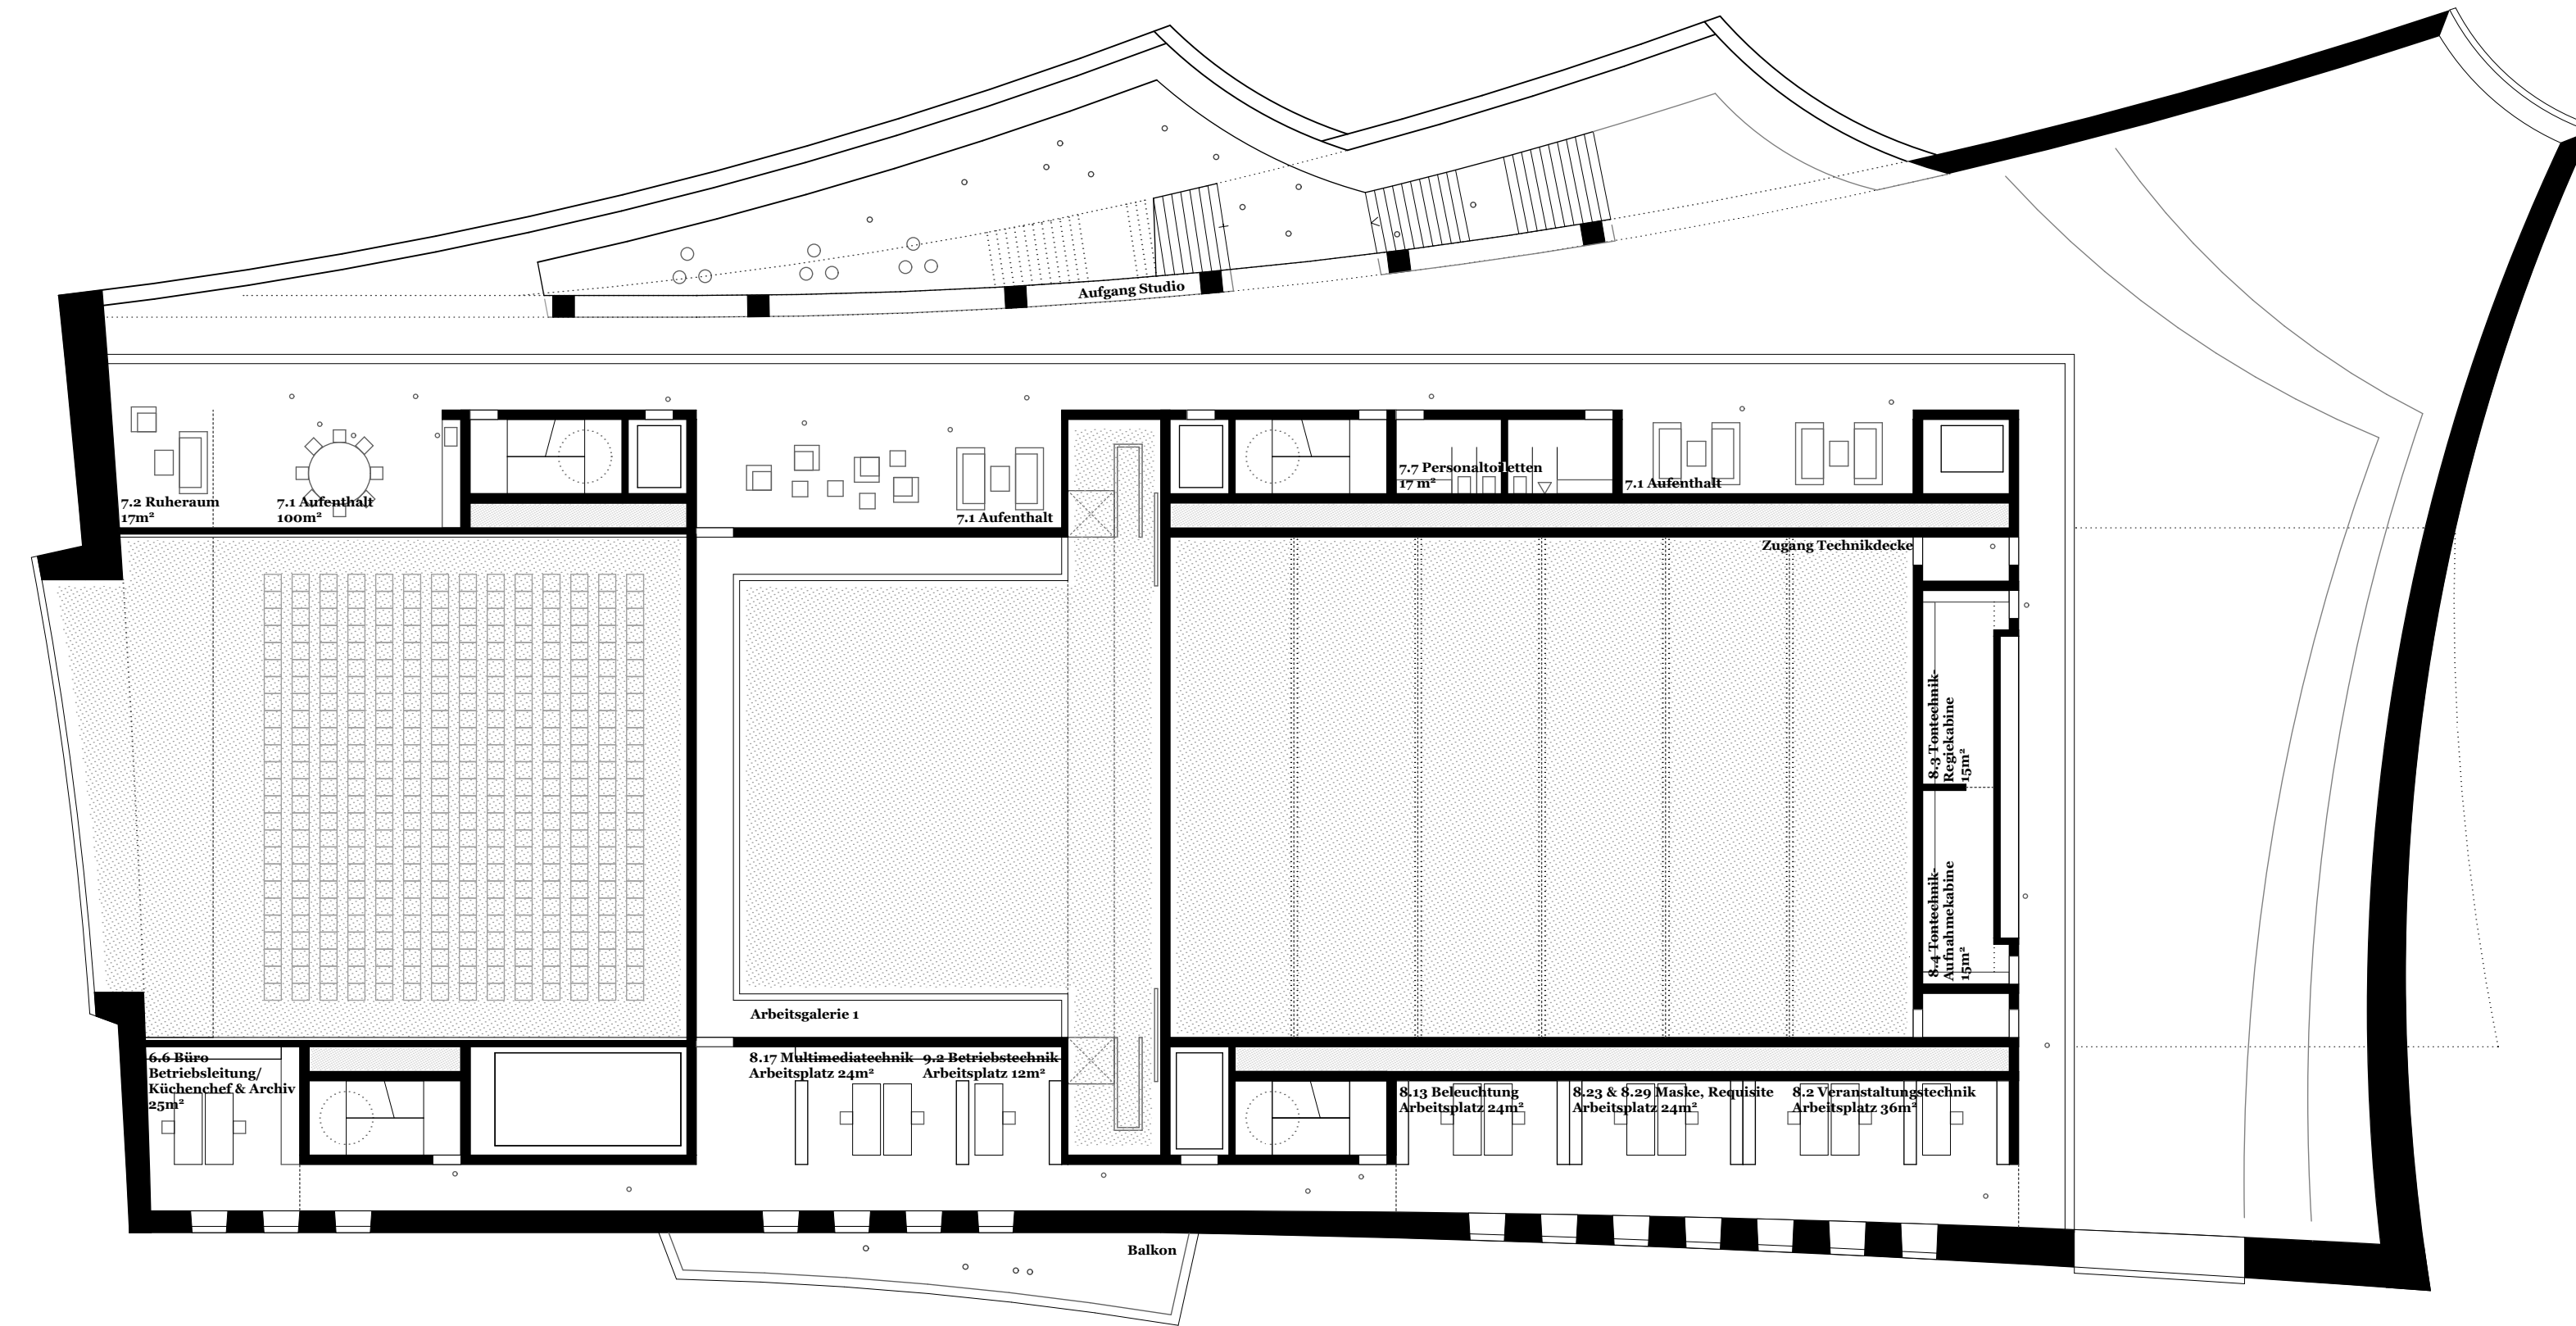 Aufgang Studio
7.2 Ruheraum
17m²
7.1 Aufenthalt
100m²
7.1 Aufenthalt
7.7 Personaltoiletten
17 m²
7.1 Aufenthalt
Zugang Technikdecke
8.3 Tontechnik-
Regiekabine
15m²
8.4 Tontechnik-
Aufnahmekabine
15m²
Arbeitsgalerie 1
6.6 Büro
Betriebsleitung/
Küchenchef & Archiv
25m²
8.17 Multimediatechnik
Arbeitsplatz 24m²
9.2 Betriebstechnik
Arbeitsplatz 12m²
8.13 Beleuchtung
Arbeitsplatz 24m²
8.23 & 8.29 Maske, Requisite
Arbeitsplatz 24m²
8.2 Veranstaltungstechnik
Arbeitsplatz 36m²
Balkon